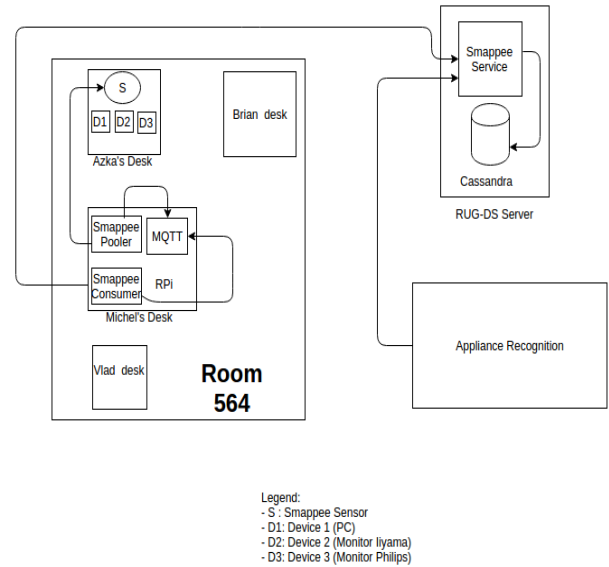 S
D1
D2
D3
Azka's Desk
Brian desk
Smappee
Service
Cassandra
RUG-DS Server
Smappee
Pooler
MQTT
Smappee
Consumer
RPi
Michel's Desk
Vlad desk
Room
564
Appliance Recognition
Legend:
- S : Smappee Sensor
- D1: Device 1 (PC)
- D2: Device 2 (Monitor Iiyama)
- D3: Device 3 (Monitor Philips)